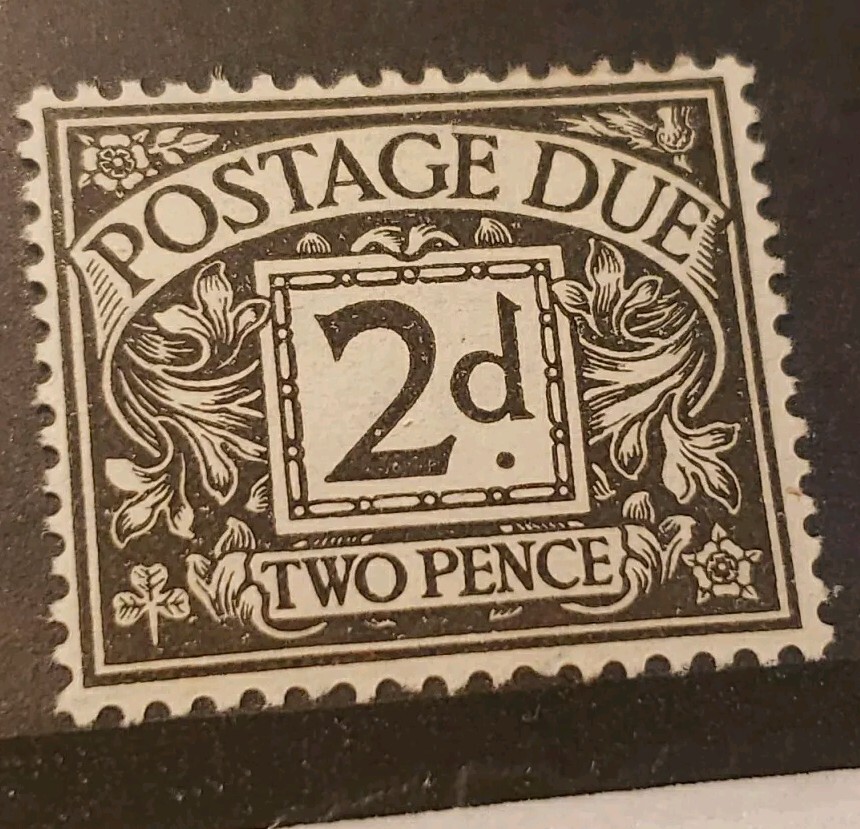 POSTAGE DUE
2d.
TWO PENCE